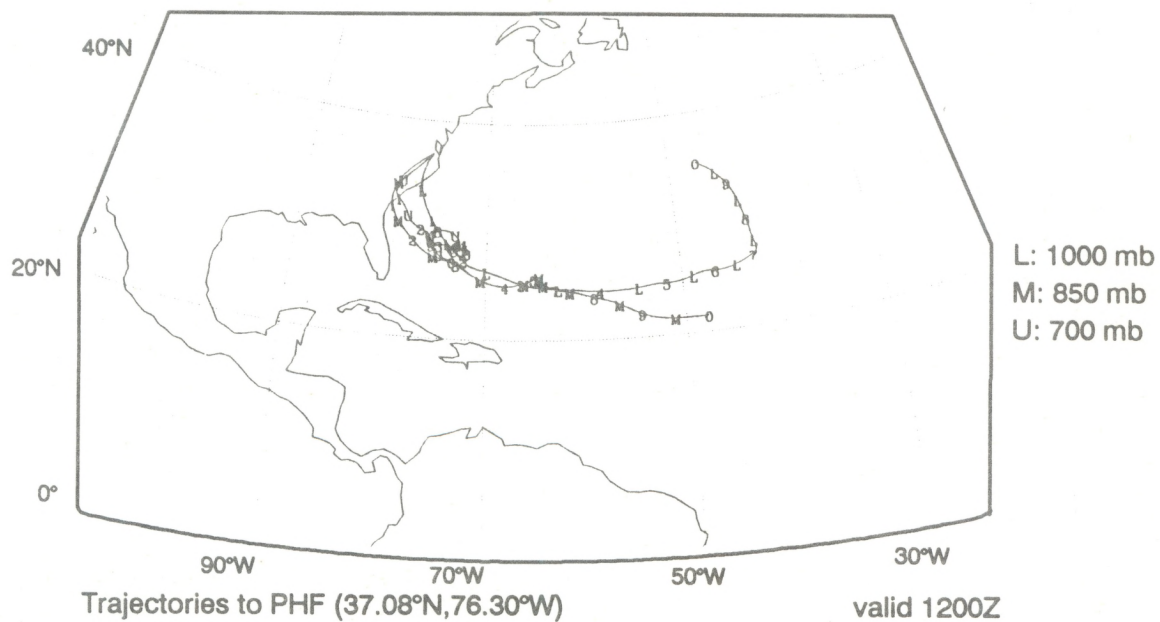 40°N
20°N
0°
90°W
70°W
50°W
30°W
L: 1000 mb
M: 850 mb
U: 700 mb
Trajectories to PHF (37.08°N,76.30°W)
valid 1200Z